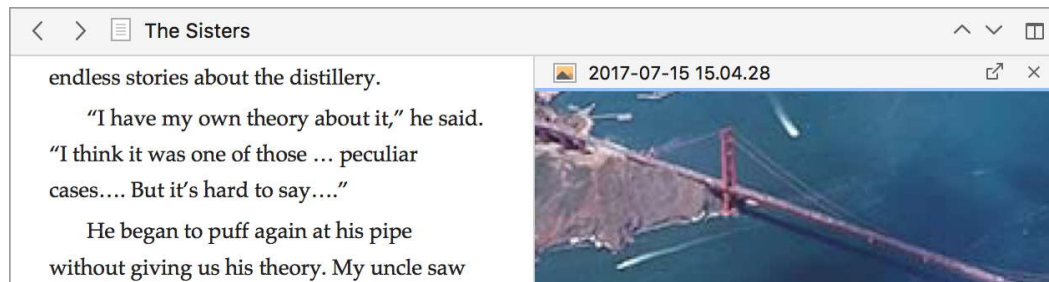 The Sisters
endless stories about the distillery.
“I have my own theory about it,” he said.
“I think it was one of those … peculiar
cases…. But it’s hard to say….”
He began to puff again at his pipe
without giving us his theory. My uncle saw
2017-07-15 15.04.28